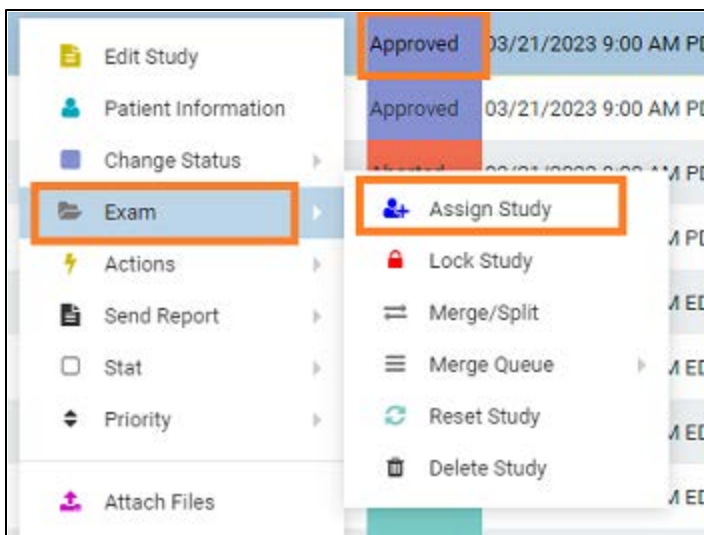 Edit Study
Patient Information
Change Status
Exam
Actions
Send Report
Stat
Priority
Attach Files
Approved 03/21/2023 9:00 AM
Approved 03/21/2023 9:00 AM
Assign Study
Lock Study
Merge/Split
Merge Queue
Reset Study
Delete Study